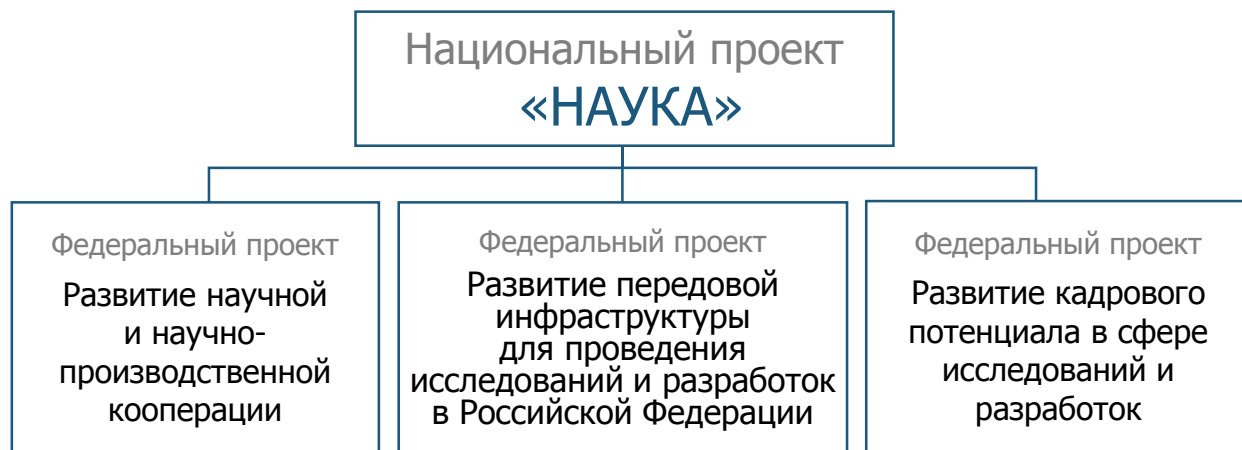 Национальный проект
«НАУКА»
Федеральный проект
Развитие научной
и научно-
производственной
кооперации
Федеральный проект
Развитие передовой
инфраструктуры
для проведения
исследований и разработок
в Российской Федерации
Федеральный проект
Развитие кадрового
потенциала в сфере
исследований и
разработок